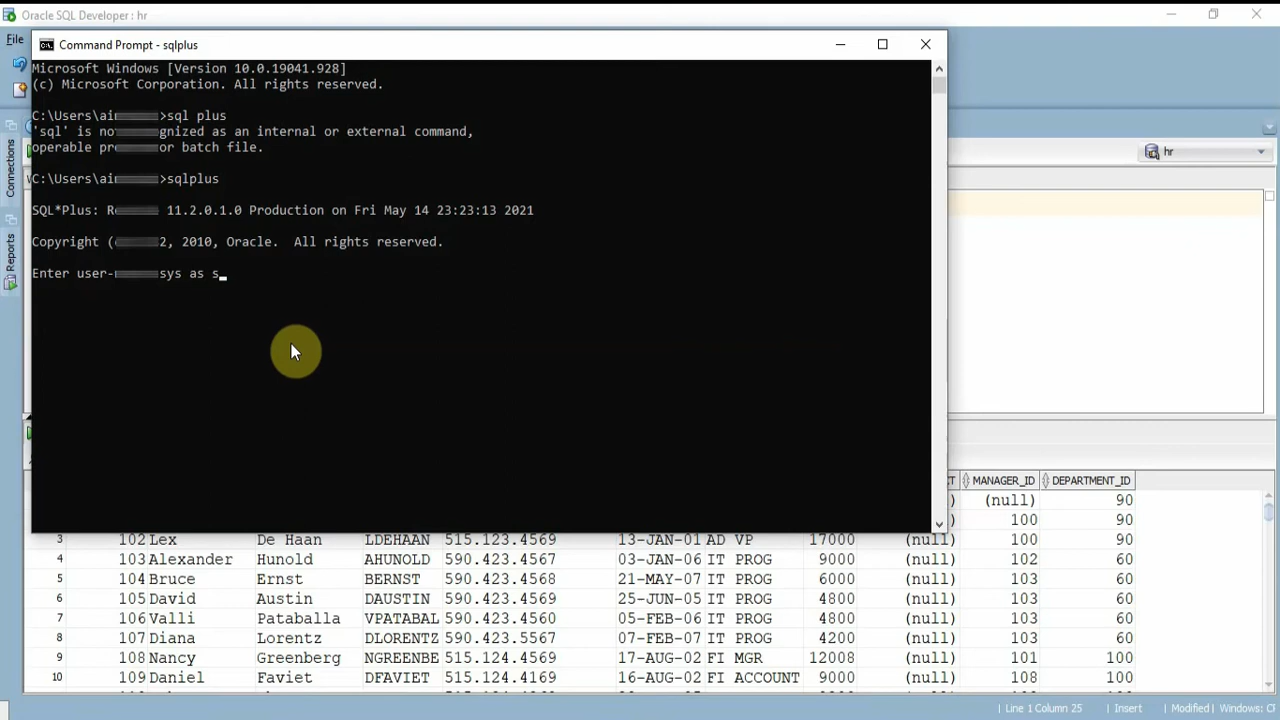 Oracle SQL Developer : hr
File
Command Prompt - sqlplus
Microsoft Windows [Version 10.0.19041.928]
(c) Microsoft Corporation. All rights reserved.
C:\Users\ai >sql plus
'sql' is no gnized as an internal or external command,
operable pr or batch file.
C:\Users\ai >sqlplus
SQL*Plus: R 11.2.0.1.0 Production on Fri May 14 23:23:13 2021
Copyright ( 2, 2010, Oracle. All rights reserved.
Enter user- sys as s_
Connections
Reports
hr
MANAGER_ID DEPARTMENT_ID
(null) 90
100 90
3 102 Lex De Haan LDEHAAN 515.123.4569 13-JAN-01 AD VP 17000 (null) 100 90
4 103 Alexander Hunold AHUNOLD 590.423.4567 03-JAN-06 IT PROG 9000 (null) 102 60
5 104 Bruce Ernst BERNST 590.423.4568 21-MAY-07 IT PROG 6000 (null) 103 60
6 105 David Austin DAUSTIN 590.423.4569 25-JUN-05 IT PROG 4800 (null) 103 60
7 106 Valli Pataballa VPATABAL 590.423.4560 05-FEB-06 IT PROG 4800 (null) 103 60
8 107 Diana Lorentz DLORENTZ 590.423.5567 07-FEB-07 IT PROG 4200 (null) 103 60
9 108 Nancy Greenberg NGREENBE 515.124.4569 17-AUG-02 FI MGR 12008 (null) 101 100
10 109 Daniel Faviet DFAVIET 515.124.4169 16-AUG-02 FI ACCOUNT 9000 (null) 108 100
Line 1 Column 25 Insert Modified Windows: CF